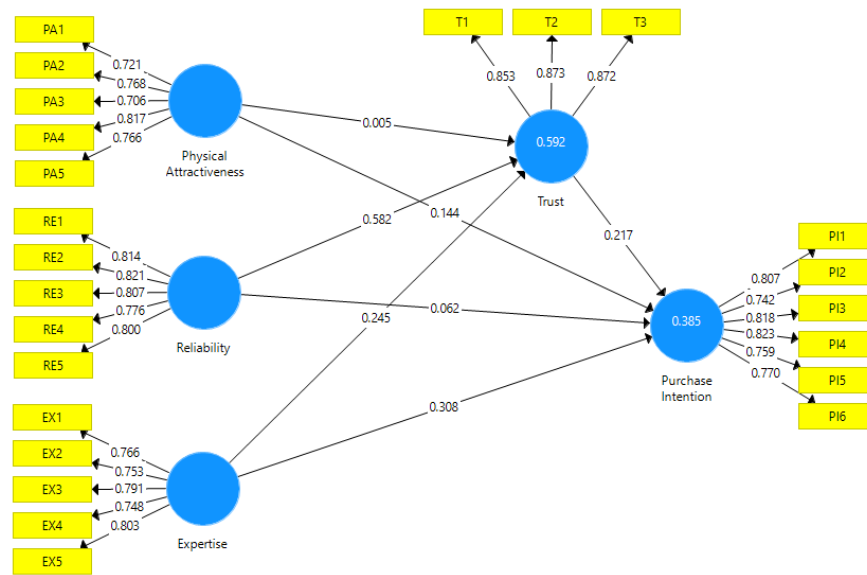 PA1
PA2
PA3
PA4
PA5
0.721
0.768
0.706
0.817
0.766
Physical
Attractiveness
T1
T2
T3
0.853
0.873
0.872
0.592
Trust
0.005
0.582
0.144
0.217
RE1
RE2
RE3
RE4
RE5
0.814
0.821
0.807
0.776
0.800
Reliability
0.245
0.062
0.308
0.385
Purchase
Intention
PI1
PI2
PI3
PI4
PI5
PI6
0.807
0.742
0.818
0.823
0.759
0.770
EX1
EX2
EX3
EX4
EX5
0.766
0.753
0.791
0.748
0.803
Expertise